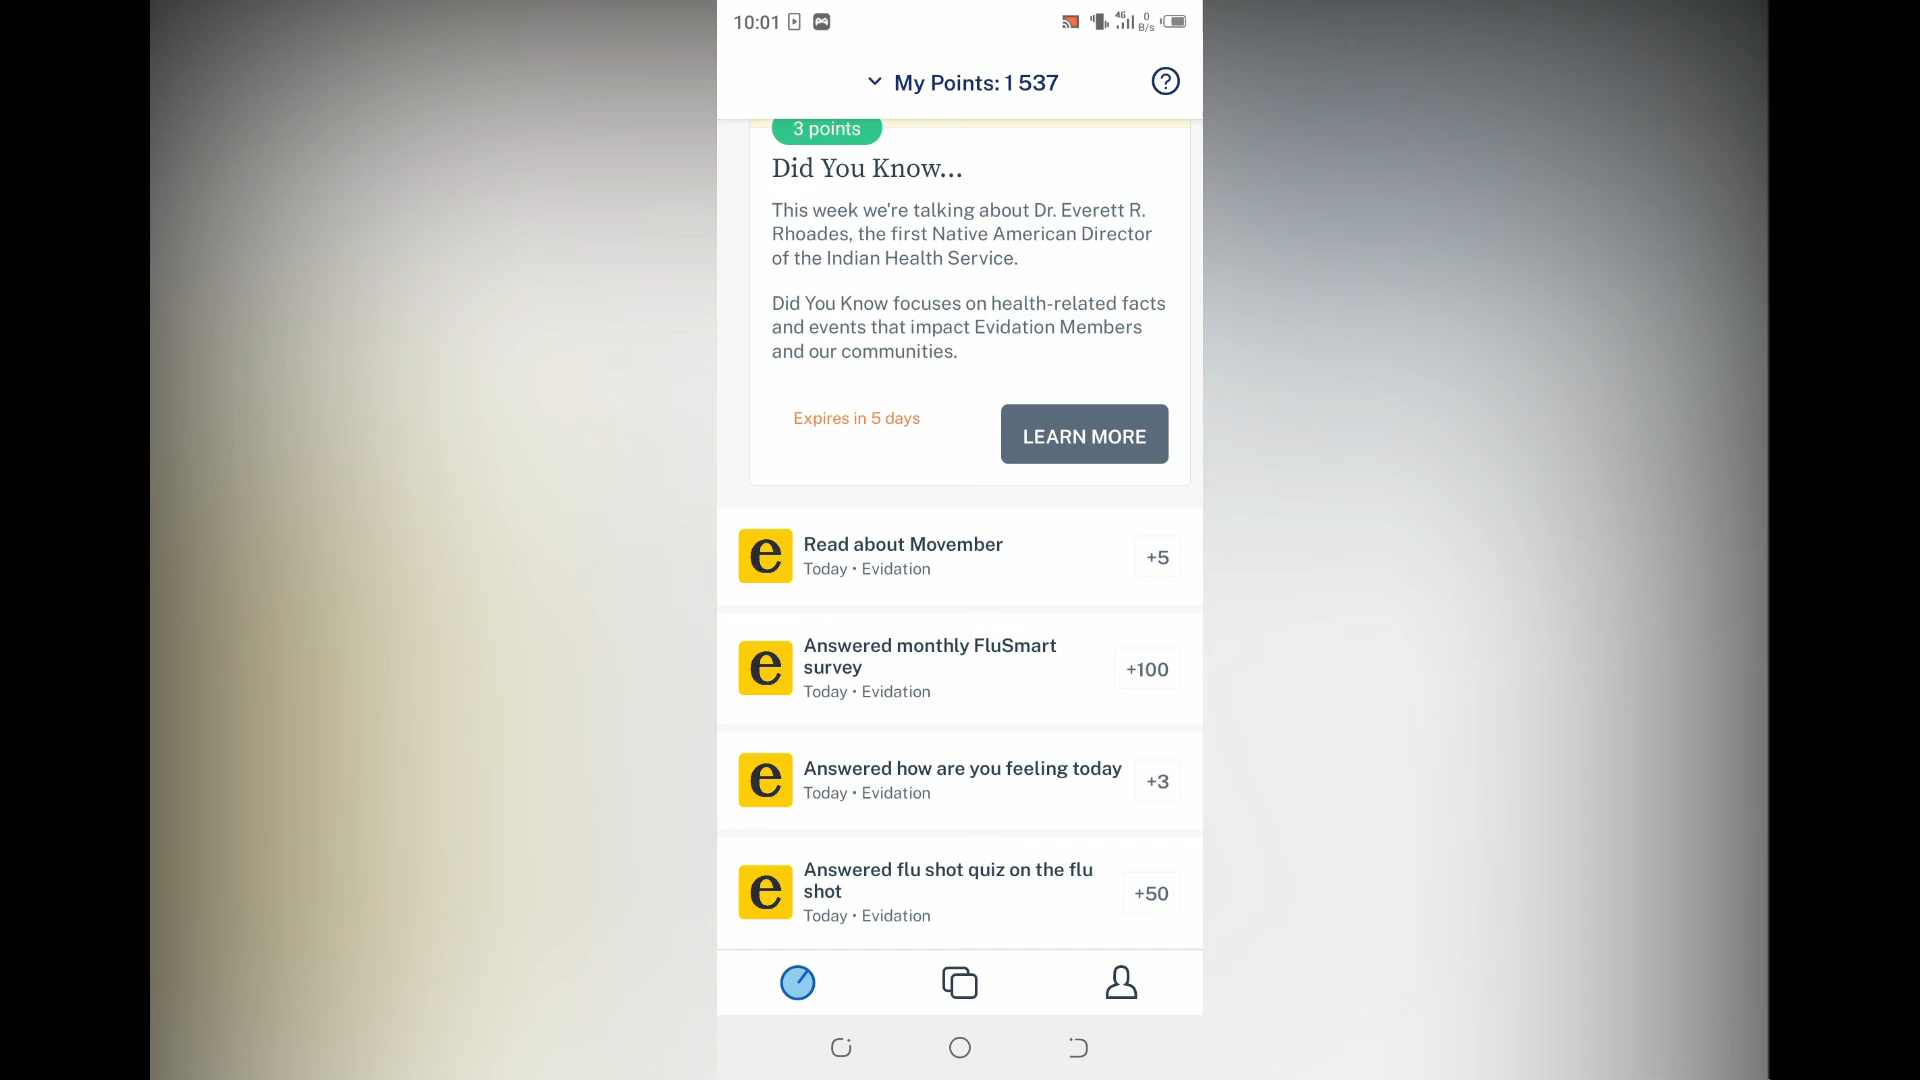 10:01
4G
0
B/s
My Points: 1 537
?
3 points
Did You Know...
This week we're talking about Dr. Everett R.
Rhoades, the first Native American Director
of the Indian Health Service.
Did You Know focuses on health-related facts
and events that impact Evidation Members
and our communities.
Expires in 5 days
LEARN MORE
e
Read about Movember
Today • Evidation
+5
e
Answered monthly FluSmart
survey
Today • Evidation
+100
e
Answered how are you feeling today
Today • Evidation
+3
e
Answered flu shot quiz on the flu
shot
Today • Evidation
+50